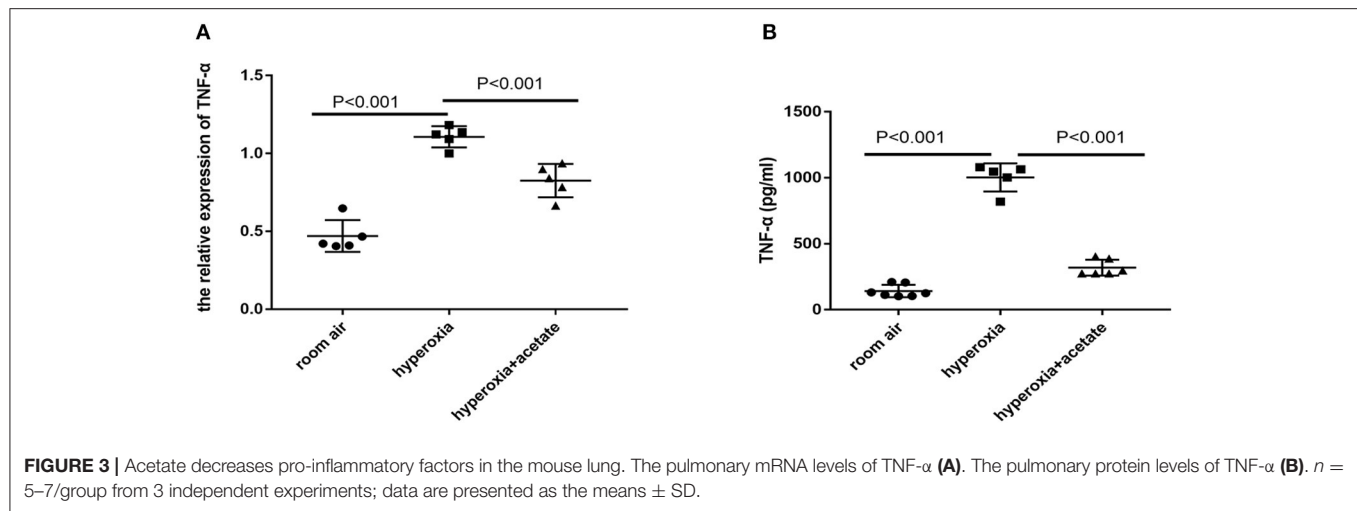 A
the relative expression of TNF-α
1.5
1.0
0.5
0.0
P<0.001
P<0.001
room air
hyperoxia
hyperoxia+acetate
B
TNF-α (pg/ml)
1500
1000
500
0
P<0.001
P<0.001
room air
hyperoxia
hyperoxia+acetate
FIGURE 3 | Acetate decreases pro-inflammatory factors in the mouse lung. The pulmonary mRNA levels of TNF-α (A). The pulmonary protein levels of TNF-α (B). n =
5–7/group from 3 independent experiments; data are presented as the means ± SD.